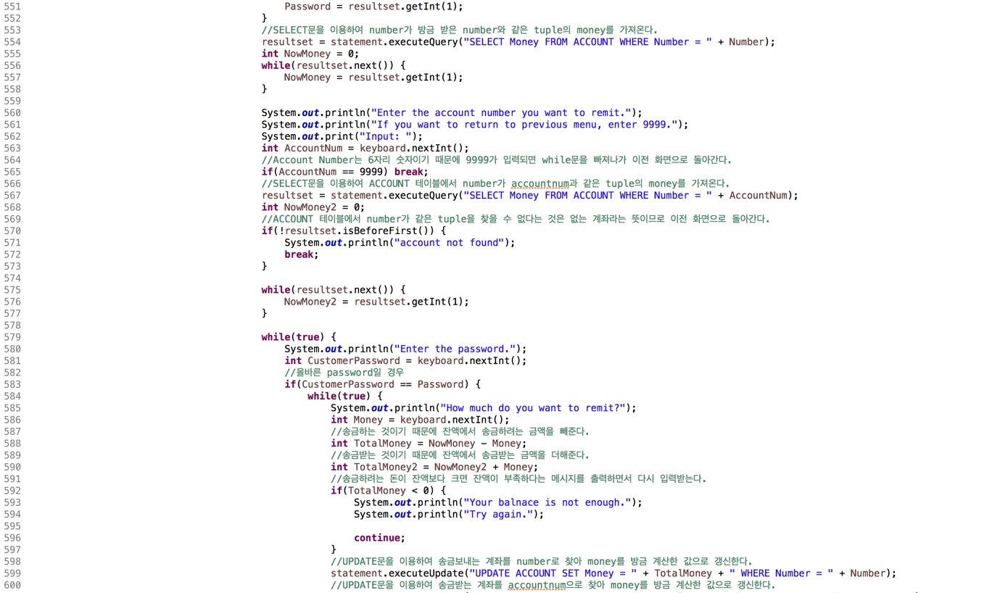 551 Password = resultset.getInt(1);
552 }
553 //SELECT문을 이용하여 number가 방금 받은 number와 같은 tuple의 money를 가져온다.
554 resultset = statement.executeQuery("SELECT Money FROM ACCOUNT WHERE Number = " + Number);
555 int NowMoney = 0;
556 while(resultset.next()) {
557 NowMoney = resultset.getInt(1);
558 }
559
560 System.out.println("Enter the account number you want to remit.");
561 System.out.println("If you want to return to previous menu, enter 9999.");
562 System.out.print("Input: ");
563 int AccountNum = keyboard.nextInt();
564 //Account Number는 6자리 숫자이기 때문에 9999가 입력되면 while문을 빠져나가 이전 화면으로 돌아간다.
565 if(AccountNum == 9999) break;
566 //SELECT문을 이용하여 ACCOUNT 테이블에서 number가 accountnum과 같은 tuple의 money를 가져온다.
567 resultset = statement.executeQuery("SELECT Money FROM ACCOUNT WHERE Number = " + AccountNum);
568 int NowMoney2 = 0;
569 //ACCOUNT 테이블에서 number가 같은 tuple을 찾을 수 없다는 것은 없는 계좌라는 뜻이므로 이전 화면으로 돌아간다.
570 if(!resultset.isBeforeFirst()) {
571 System.out.println("account not found");
572 break;
573 }
574
575 while(resultset.next()) {
576 NowMoney2 = resultset.getInt(1);
577 }
578
579 while(true) {
580 System.out.println("Enter the password.");
581 int CustomerPassword = keyboard.nextInt();
582 //올바른 password일 경우
583 if(CustomerPassword == Password) {
584 while(true) {
585 System.out.println("How much do you want to remit?");
586 int Money = keyboard.nextInt();
587 //송금하는 것이기 때문에 잔액에서 송금하려는 금액을 빼준다.
588 int TotalMoney = NowMoney - Money;
589 //송금받는 것이기 때문에 잔액에서 송금받는 금액을 더해준다.
590 int TotalMoney2 = NowMoney2 + Money;
591 //송금하려는 돈이 잔액보다 크면 잔액이 부족하다는 메시지를 출력하면서 다시 입력받는다.
592 if(TotalMoney < 0) {
593 System.out.println("Your balnace is not enough.");
594 System.out.println("Try again.");
595
596 continue;
597 }
598 //UPDATE문을 이용하여 송금보내는 계좌를 number로 찾아 money를 방금 계산한 값으로 갱신한다.
599 statement.executeUpdate("UPDATE ACCOUNT SET Money = " + TotalMoney + " WHERE Number = " + Number);
600 //UPDATE문을 이용하여 송금받는 계좌를 accountnum으로 찾아 money를 방금 계산한 값으로 갱신한다.